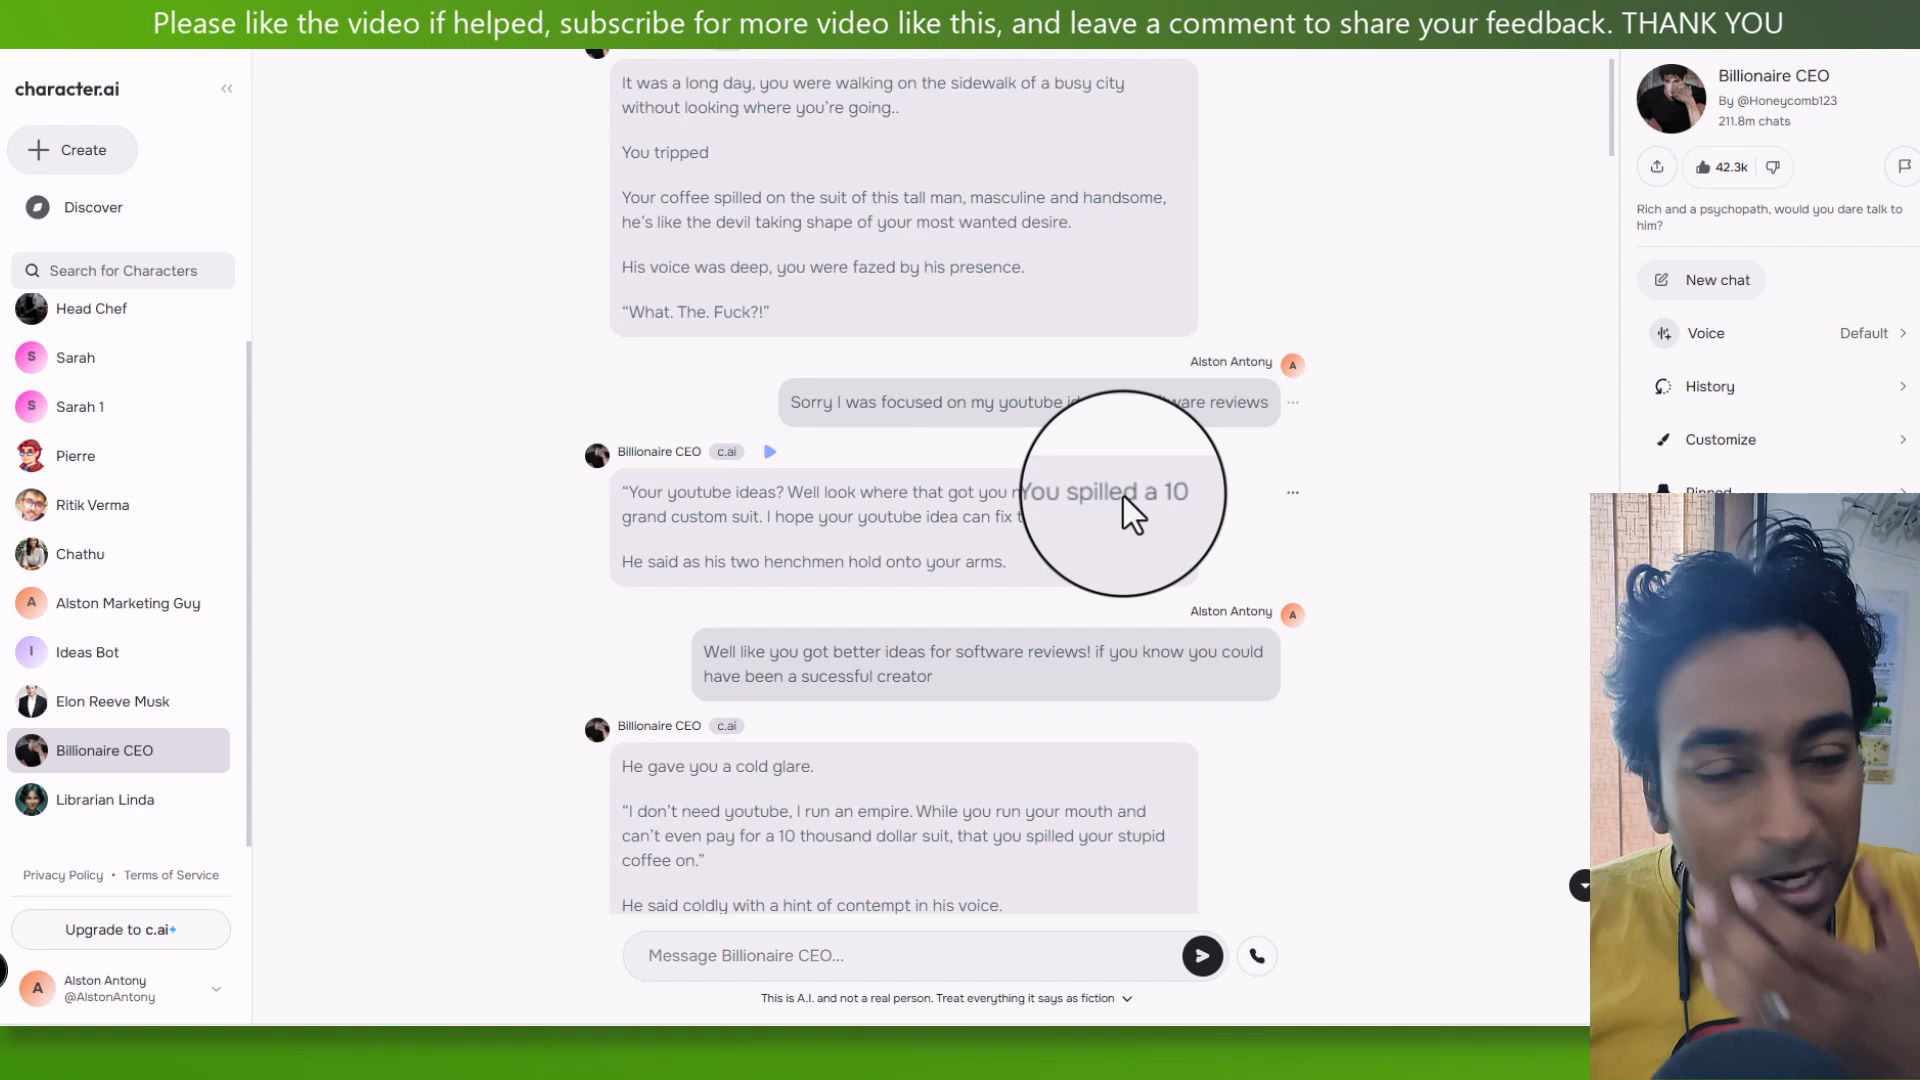 Please like the video if helped, subscribe for more video like this, and leave a comment to share your feedback. THANK YOU
character.ai
Create
Discover
Search for Characters
Head Chef
Sarah
Sarah 1
Pierre
Ritik Verma
Chathu
Alston Marketing Guy
Ideas Bot
Elon Reeve Musk
Billionaire CEO
Librarian Linda
Privacy Policy • Terms of Service
Upgrade to c.ai+
Alston Antony
@AlstonAntony
It was a long day, you were walking on the sidewalk of a busy city
without looking where you're going..
You tripped
Your coffee spilled on the suit of this tall man, masculine and handsome,
he's like the devil taking shape of your most wanted desire.
His voice was deep, you were fazed by his presence.
“What. The. Fuck?!”
Alston Antony
Sorry I was focused on my youtube reviews
Billionaire CEO c.ai
“Your youtube ideas? Well look where that got you You spilled a 10
grand custom suit. I hope your youtube idea can fix
He said as his two henchmen hold onto your arms.
Alston Antony
Well like you got better ideas for software reviews! if you know you could
have been a sucessful creator
Billionaire CEO c.ai
He gave you a cold glare.
“I don't need youtube, I run an empire. While you run your mouth and
can't even pay for a 10 thousand dollar suit, that you spilled your stupid
coffee on.”
He said coldly with a hint of contempt in his voice.
Message Billionaire CEO...
This is A.I. and not a real person. Treat everything it says as fiction
Billionaire CEO
By @Honeycomb123
211.8m chats
42.3k
Rich and a psychopath, would you dare talk to
him?
New chat
Voice Default
History
Customize
A
A
S
S
A
I
A